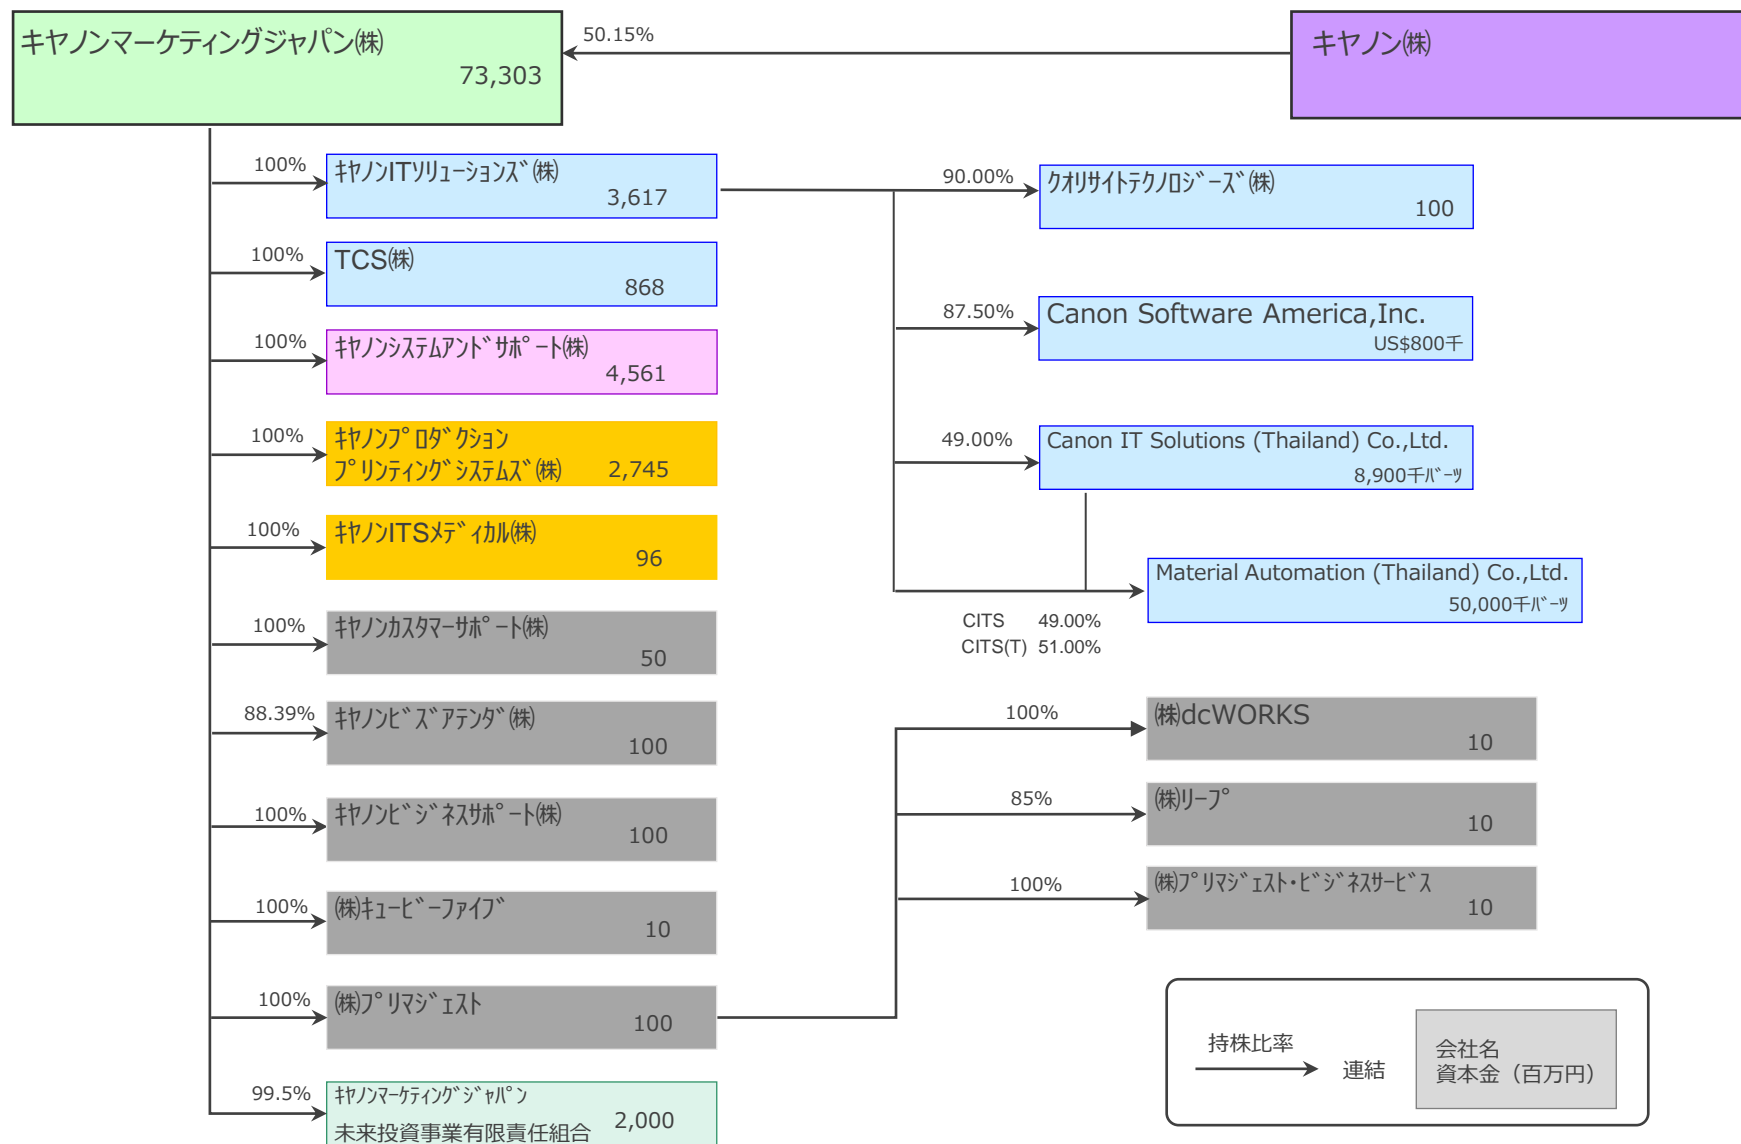 キヤノンマーケティングジャパン㈱
73,303
50.15%
キヤノン㈱
100%
ｷﾔﾉﾝITｿﾘｭｰｼｮﾝｽﾞ㈱
3,617
90.00%
ｸｵﾘｻｲﾄﾃｸﾉﾛｼﾞｰｽﾞ㈱
100
100%
TCS㈱
868
87.50%
Canon Software America,Inc.
US$800千
100%
ｷﾔﾉﾝｼｽﾃﾑｱﾝﾄﾞｻﾎﾟｰﾄ㈱
4,561
100%
ｷﾔﾉﾝﾌﾟﾛﾀﾞｸｼｮﾝ
ﾌﾟﾘﾝﾃｨﾝｸﾞｼｽﾃﾑｽﾞ㈱ 2,745
49.00%
Canon IT Solutions (Thailand) Co.,Ltd.
8,900千ﾊﾞｰﾂ
100%
ｷﾔﾉﾝITSﾒﾃﾞｨｶﾙ㈱
96
Material Automation (Thailand) Co.,Ltd.
50,000千ﾊﾞｰﾂ
CITS 49.00%
CITS(T) 51.00%
100%
ｷﾔﾉﾝｶｽﾀﾏｰｻﾎﾟｰﾄ㈱
50
88.39%
ｷﾔﾉﾝﾋﾞｽﾞｱﾃﾝﾀﾞ㈱
100
100%
㈱dcWORKS
10
100%
ｷﾔﾉﾝﾋﾞｼﾞﾈｽｻﾎﾟｰﾄ㈱
100
85%
㈱ﾘｰﾌﾟ
10
100%
㈱ｷｭｰﾋﾞｰﾌｧｲﾌﾞ
10
100%
㈱ﾌﾟﾘﾏｼﾞｪｽﾄ・ﾋﾞｼﾞﾈｽｻｰﾋﾞｽ
10
100%
㈱ﾌﾟﾘﾏｼﾞｪｽﾄ
100
99.5%
ｷﾔﾉﾝﾏｰｹﾃｨﾝｸﾞｼﾞｬﾊﾟﾝ
未来投資事業有限責任組合
2,000
持株比率
連結
会社名
資本金（百万円）